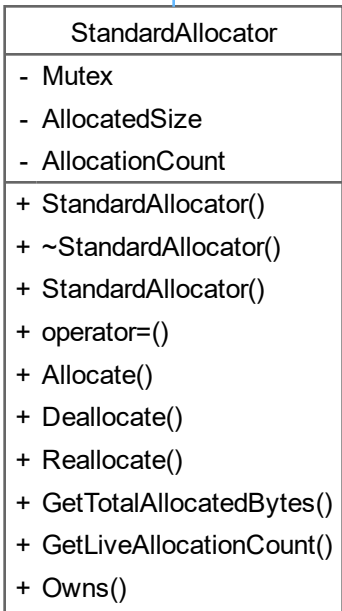 StandardAllocator
- Mutex
- AllocatedSize
- AllocationCount
+ StandardAllocator()
+ ~StandardAllocator()
+ StandardAllocator()
+ operator=()
+ Allocate()
+ Deallocate()
+ Reallocate()
+ GetTotalAllocatedBytes()
+ GetLiveAllocationCount()
+ Owns()